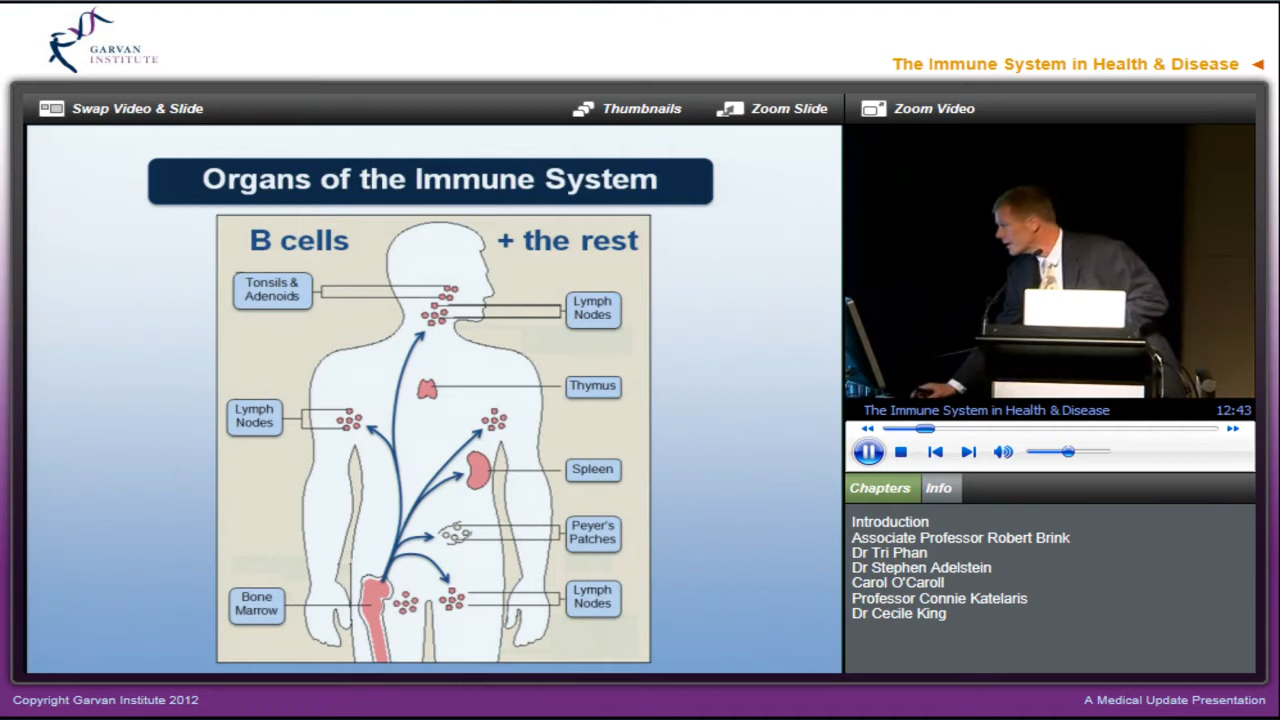 GARVAN
INSTITUTE
The Immune System in Health & Disease
Swap Video & Slide
Thumbnails
Zoom Slide
Zoom Video
Organs of the Immune System
B cells
+ the rest
Tonsils &
Adenoids
Lymph
Nodes
Thymus
Lymph
Nodes
Spleen
Peyer's
Patches
Bone
Marrow
Lymph
Nodes
The Immune System in Health & Disease
12:43
Chapters
Info
Introduction
Associate Professor Robert Brink
Dr Tri Phan
Dr Stephen Adelstein
Carol O'Caroll
Professor Connie Katelaris
Dr Cecile King
Copyright Garvan Institute 2012
A Medical Update Presentation